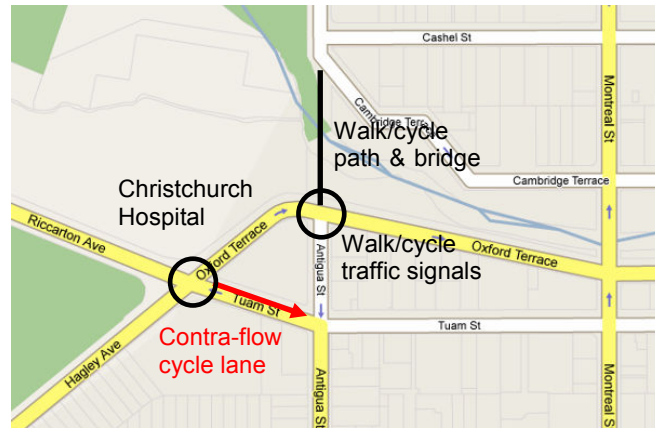 Cashel St
Montreal St
Cambridge Terrace
Walk/cycle
path & bridge
Cambridge Terrace
Christchurch
Hospital
Riccarton Ave
Oxford Terrace
Walk/cycle
traffic signals
Oxford Terrace
Antigua St
Tuam St
Tuam St
Contra-flow
cycle lane
Hagley Ave
Antigua St
Montreal St